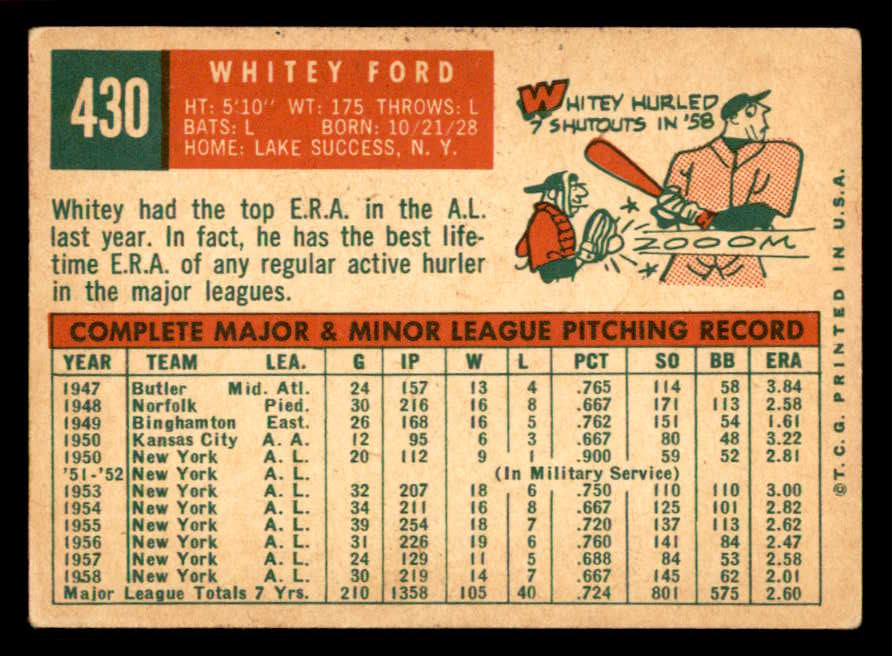 430
WHITEY FORD
HT: 5'10" WT: 175 THROWS: L
BATS: L BORN: 10/21/28
HOME: LAKE SUCCESS, N. Y.
WHITEY HURLED
7 SHUTOUTS IN '58
ZOOOM
Whitey had the top E.R.A. in the A.L.
last year. In fact, he has the best life-
time E.R.A. of any regular active hurler
in the major leagues.
COMPLETE MAJOR & MINOR LEAGUE PITCHING RECORD
YEAR TEAM LEA. G IP W L PCT SO BB ERA
1947 Butler Mid. Atl. 24 157 13 4 .765 114 58 3.84
1948 Norfolk Pied. 30 216 16 8 .667 171 113 2.58
1949 Binghamton East. 26 168 16 5 .762 151 54 1.61
1950 Kansas City A. A. 12 95 6 3 .667 80 48 3.22
1950 New York A. L. 20 112 9 1 .900 59 52 2.81
'51-'52 New York A. L. (In Military Service)
1953 New York A. L. 32 207 18 6 .750 110 110 3.00
1954 New York A. L. 34 211 16 8 .667 125 101 2.82
1955 New York A. L. 39 254 18 7 .720 137 113 2.62
1956 New York A. L. 31 226 19 6 .760 141 84 2.47
1957 New York A. L. 24 129 11 5 .688 84 53 2.58
1958 New York A. L. 30 219 14 7 .667 145 62 2.01
Major League Totals 7 Yrs. 210 1358 105 40 .724 801 575 2.60
©T.C.G. PRINTED IN U.S.A.